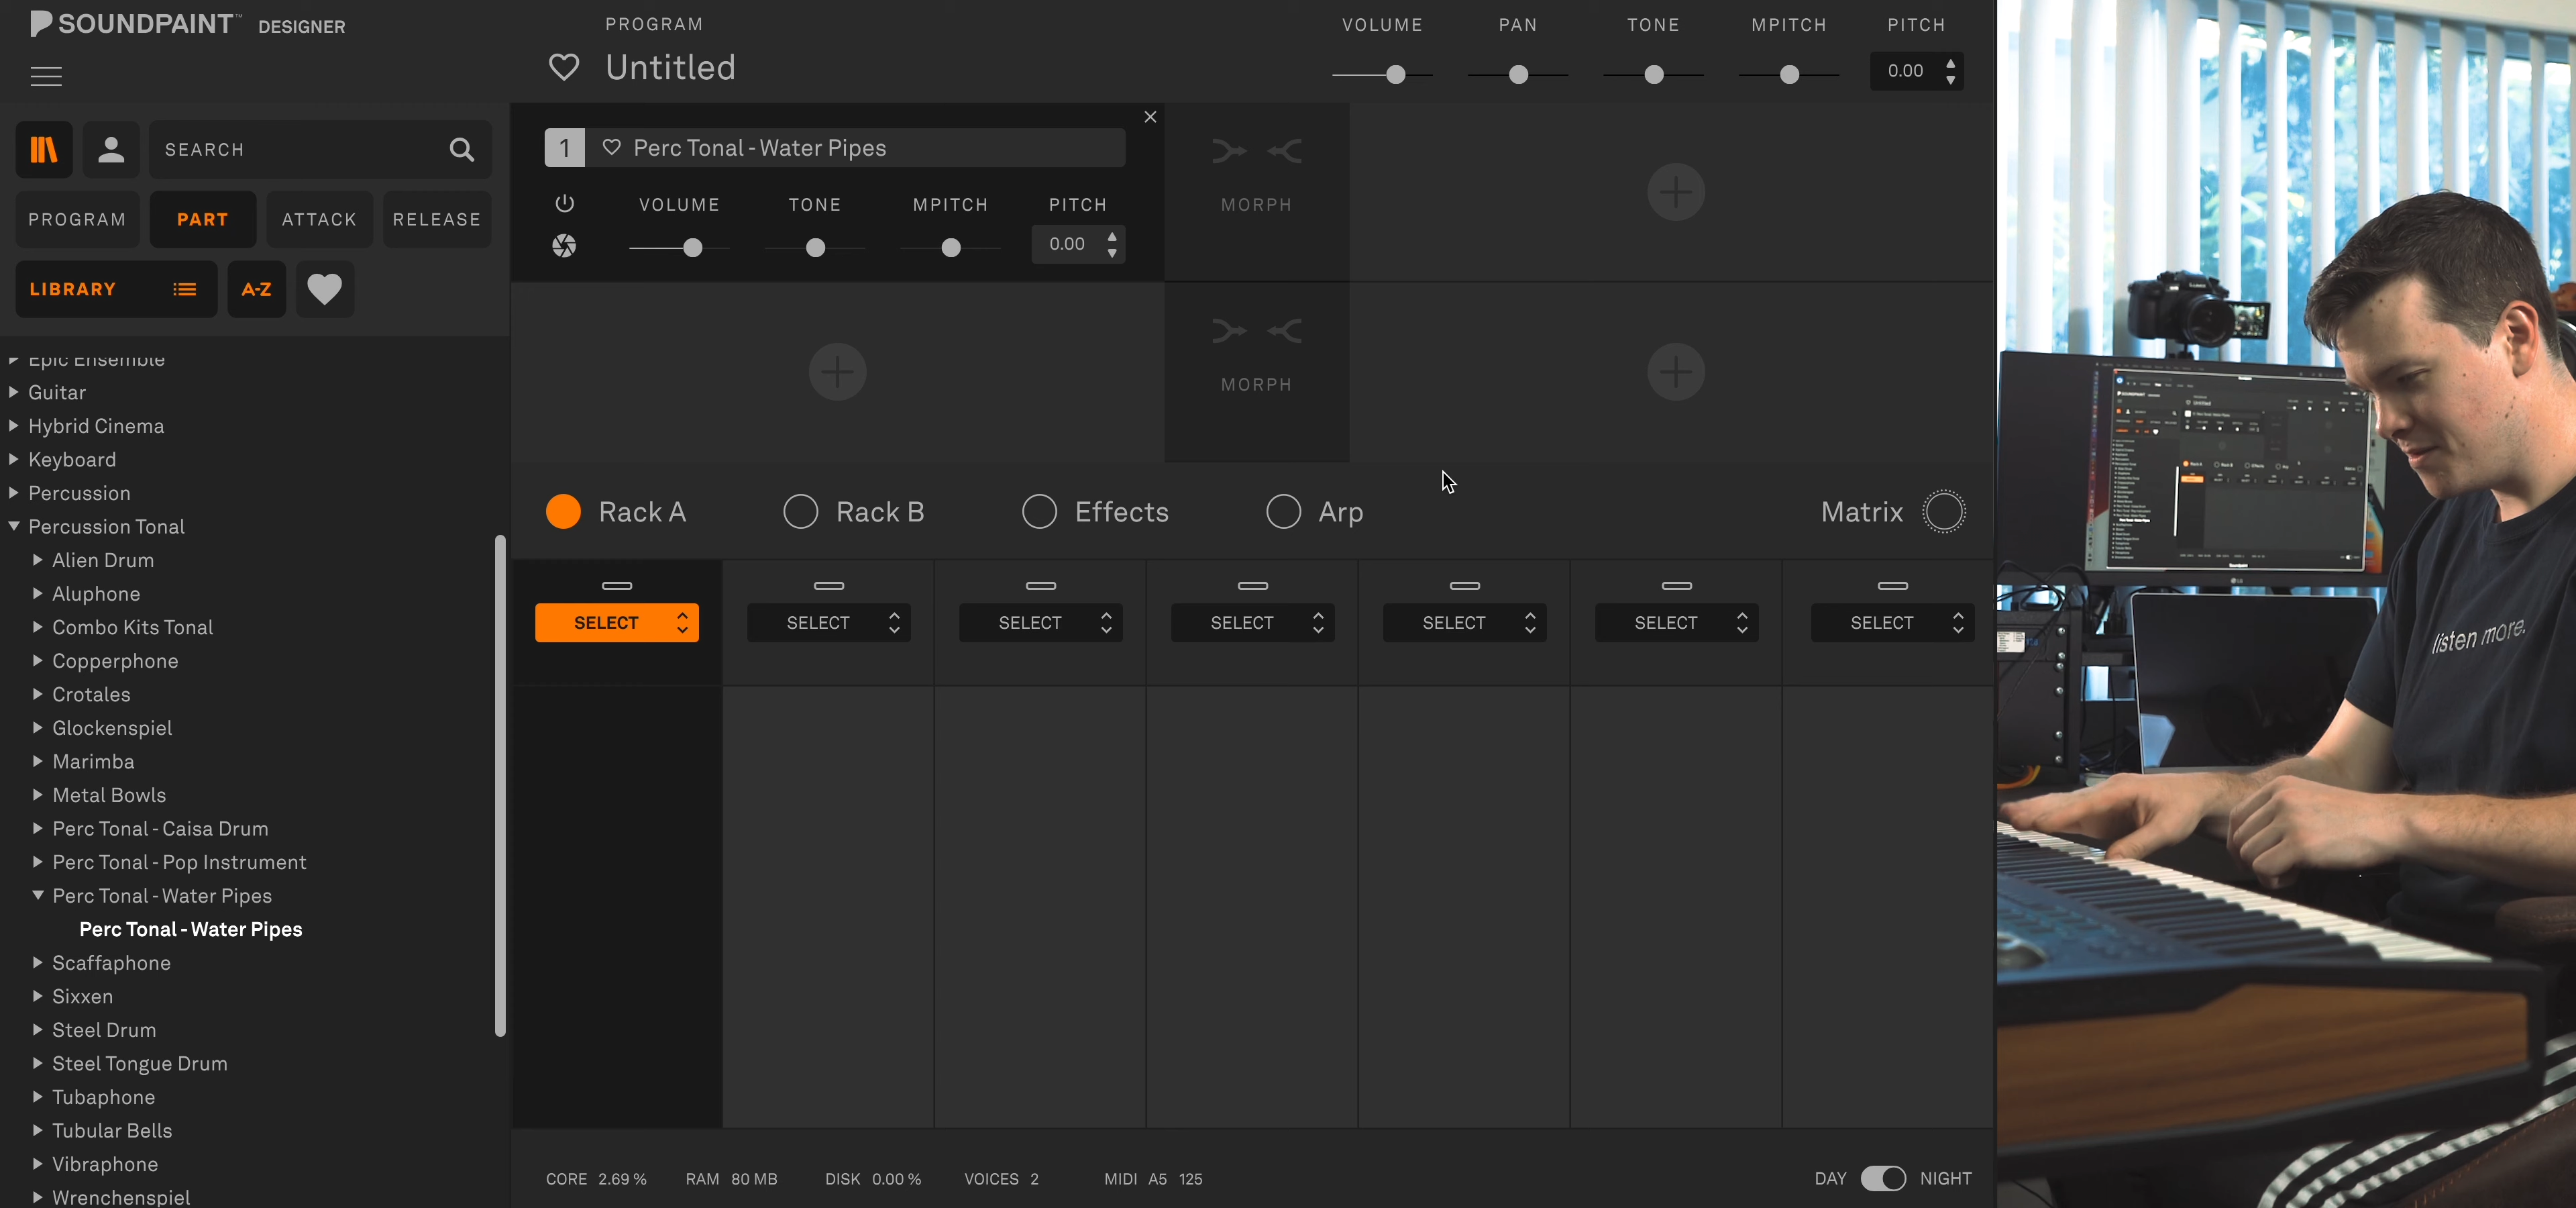 SOUNDPAINT™ DESIGNER
PROGRAM
Untitled
VOLUME PAN TONE MPITCH PITCH
0.00
SEARCH
PROGRAM PART ATTACK RELEASE
LIBRARY A-Z
1 Perc Tonal - Water Pipes
VOLUME TONE MPITCH PITCH
0.00
MORPH
MORPH
Epic Ensemble
Guitar
Hybrid Cinema
Keyboard
Percussion
Percussion Tonal
Alien Drum
Aluphone
Combo Kits Tonal
Copperphone
Crotales
Glockenspiel
Marimba
Metal Bowls
Perc Tonal - Caisa Drum
Perc Tonal - Pop Instrument
Perc Tonal - Water Pipes
Perc Tonal - Water Pipes
Scaffaphone
Sixxen
Steel Drum
Steel Tongue Drum
Tubaphone
Tubular Bells
Vibraphone
Wrenchenspiel
Rack A Rack B Effects Arp Matrix
SELECT SELECT SELECT SELECT SELECT SELECT SELECT
CORE 2.69 % RAM 80 MB DISK 0.00 % VOICES 2 MIDI A5 125
DAY NIGHT
listen more.